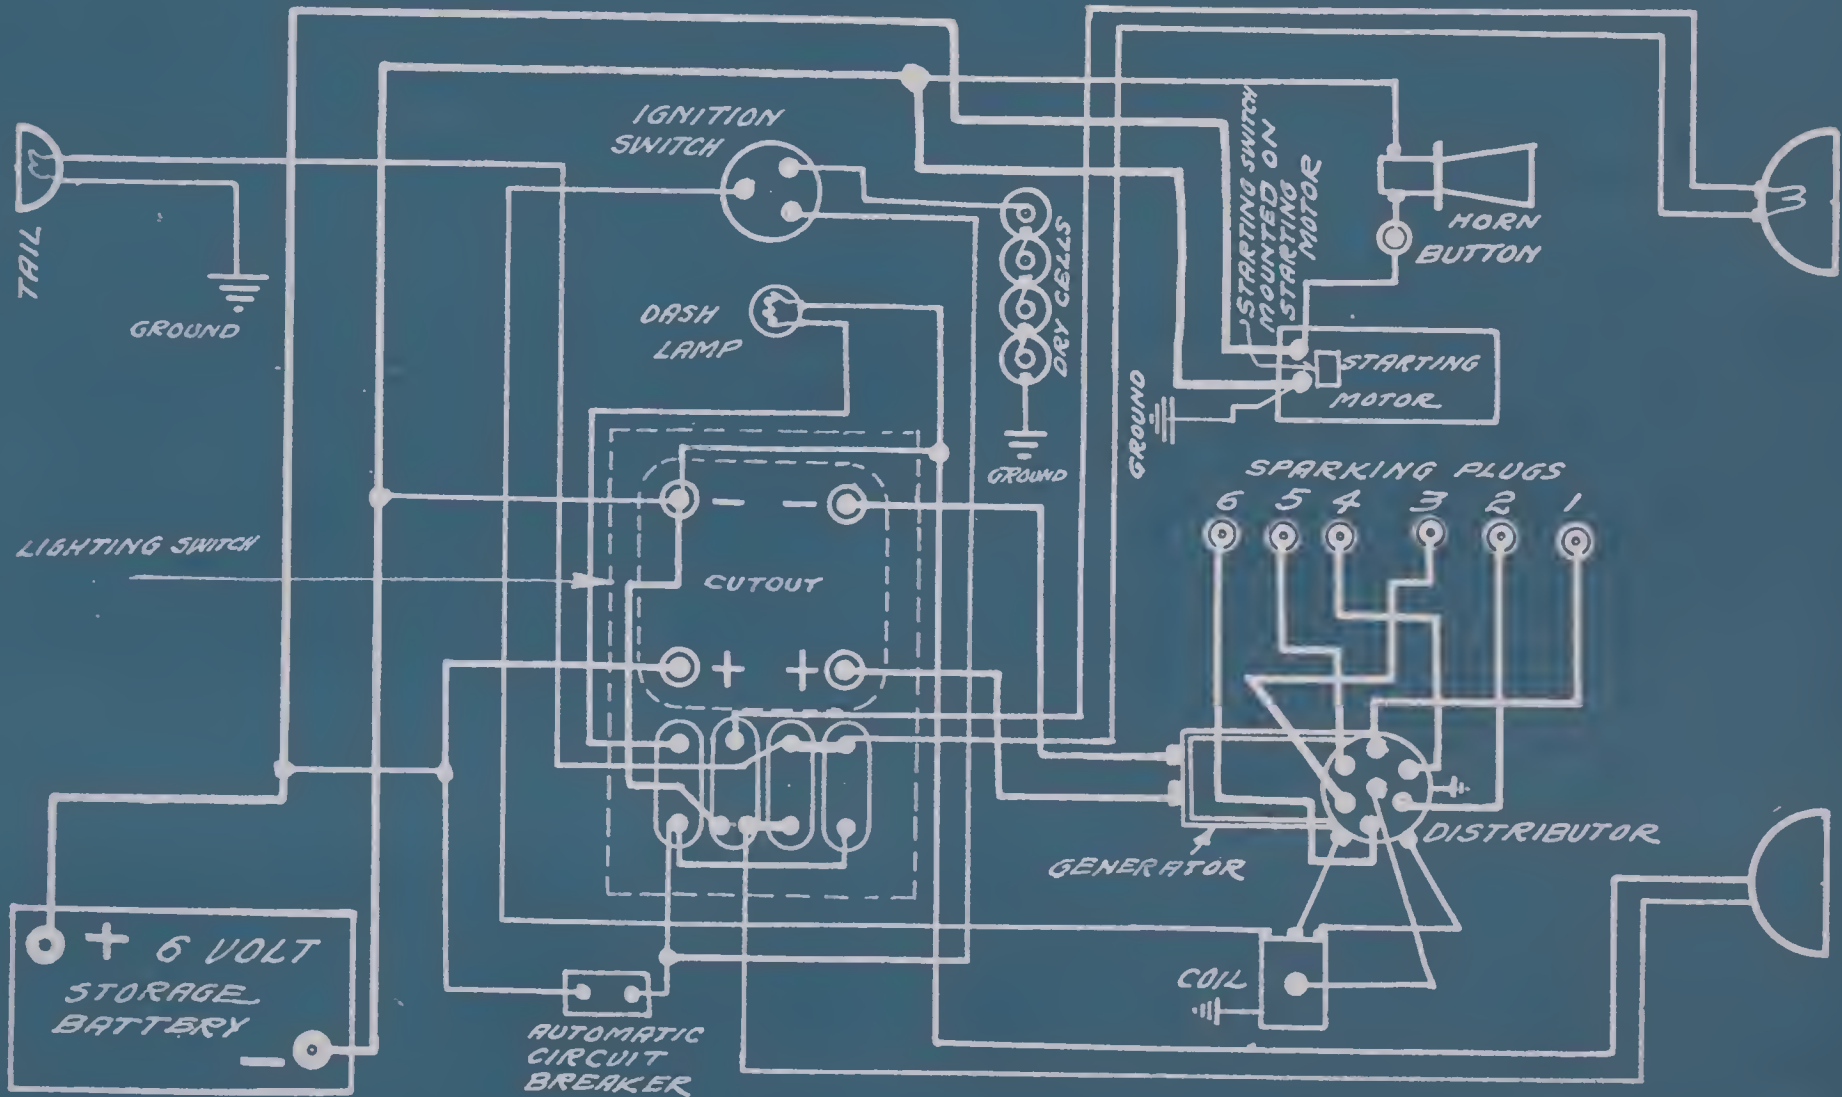 IGNITION
SWITCH
TAIL
GROUND
DASH
LAMP
DRY CELLS
GROUND
STARTING SWITCH
MOUNTED ON
STARTING
MOTOR
HORN
BUTTON
STARTING
MOTOR
GROUND
SPARKING PLUGS
6 5 4 3 2 1
LIGHTING SWITCH
- -
CUTOUT
+ +
DISTRIBUTOR
GENERATOR
+ 6 VOLT
STORAGE
BATTERY
-
COIL
AUTOMATIC
CIRCUIT
BREAKER